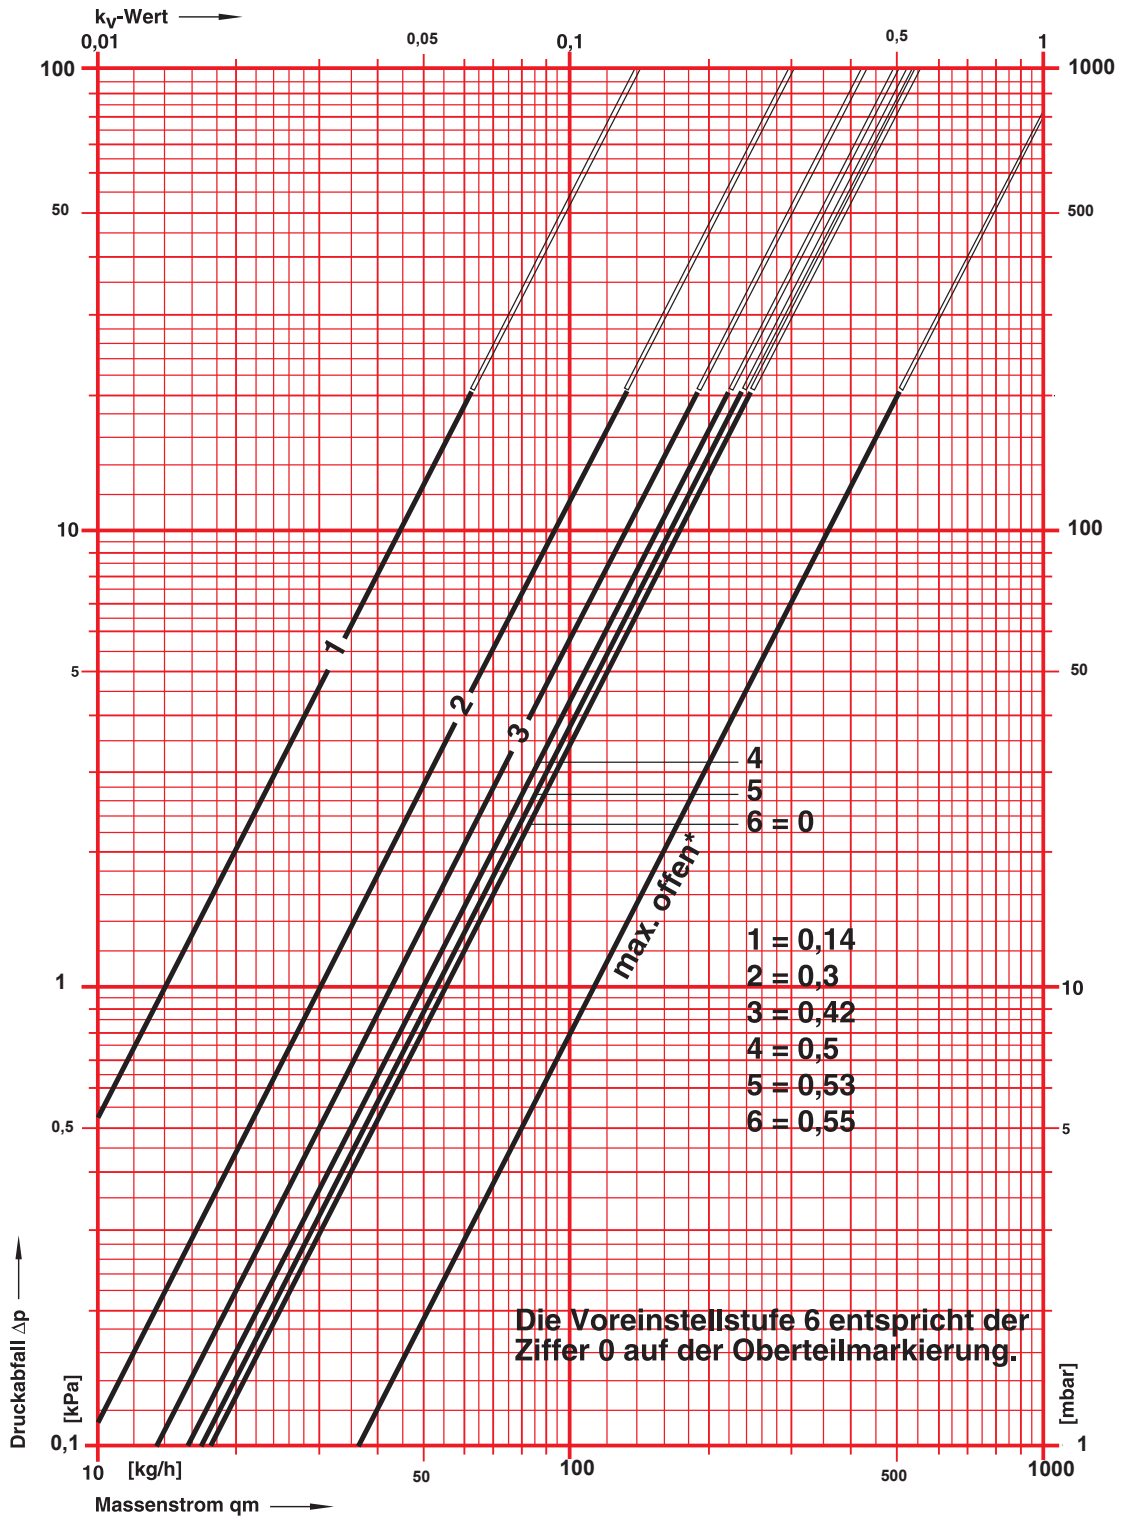 kv-Wert
0,01 0,05 0,1 0,5 1
100 1000
50 500
10 100
1
5 50
2
3
4
5
6 = 0
max. offen*
1 = 0,14
1 10
2 = 0,3
3 = 0,42
4 = 0,5
5 = 0,53
6 = 0,55
0,5 5
Die Voreinstellstufe 6 entspricht der
Ziffer 0 auf der Oberteilmarkierung.
Druckabfall Δp
[kPa]
[mbar]
0,1 1
10 [kg/h] 50 100 500 1000
Massenstrom qm